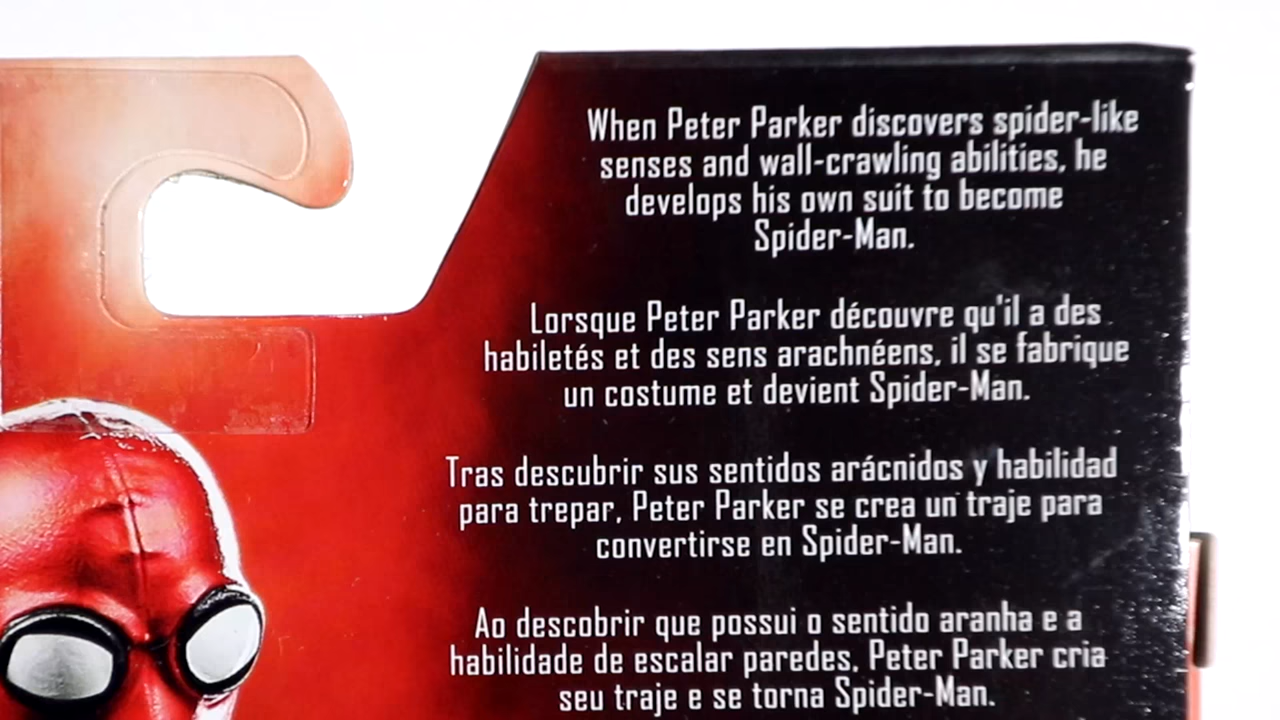 When Peter Parker discovers spider-like
senses and wall-crawling abilities, he
develops his own suit to become
Spider-Man.
Lorsque Peter Parker découvre qu'il a des
habiletés et des sens arachnéens, il se fabrique
un costume et devient Spider-Man.
Tras descubrir sus sentidos arácnidos y habilidad
para trepar, Peter Parker se crea un traje para
convertirse en Spider-Man.
Ao descobrir que possui o sentido aranha e a
habilidade de escalar paredes, Peter Parker cria
seu traje e se torna Spider-Man.